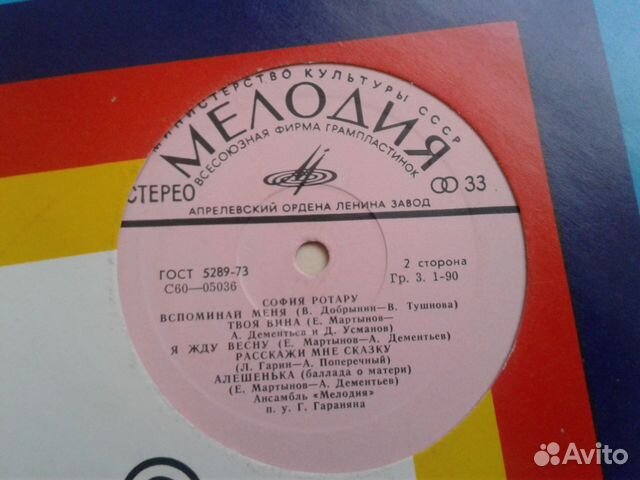 МИНИСТЕРСТВО КУЛЬТУРЫ СССР
МЕЛОДИЯ
ВСЕСОЮЗНАЯ ФИРМА ГРАМПЛАСТИНОК
СТЕРЕО
33
АПРЕЛЕВСКИЙ ОРДЕНА ЛЕНИНА ЗАВОД
ГОСТ 5289-73
С60—05036
2 сторона
Гр. 3. 1-90
СОФИЯ РОТАРУ
ВСПОМИНАЙ МЕНЯ (В. Добрынин—В. Тушнова)
ТВОЯ ВИНА (Е. Мартынов—
А. Дементьев и Д. Усманов)
Я ЖДУ ВЕСНУ (Е. Мартынов—А. Дементьев)
РАССКАЖИ МНЕ СКАЗКУ
(Л. Гарин—А. Поперечный)
АЛЕШЕНЬКА (баллада о матери)
(Е. Мартынов—А. Дементьев)
Ансамбль «Мелодия»
п. у. Г. Гараняна
Avito